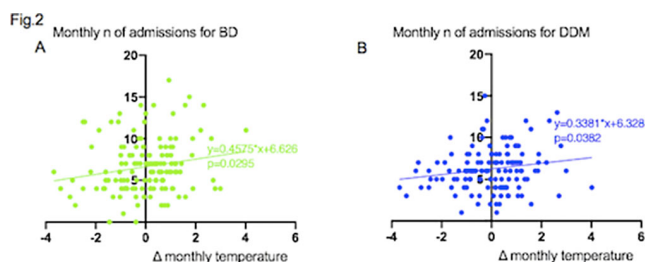 Fig.2
Monthly n of admissions for BD
A
20
15
10
5
y=0.4575*x+6.626
p=0.0295
-4
-2
0
2
4
6
Δ monthly temperature
Monthly n of admissions for DDM
B
20
15
10
5
y=0.3381*x+6.328
p=0.0382
-4
-2
0
2
4
6
Δ monthly temperature